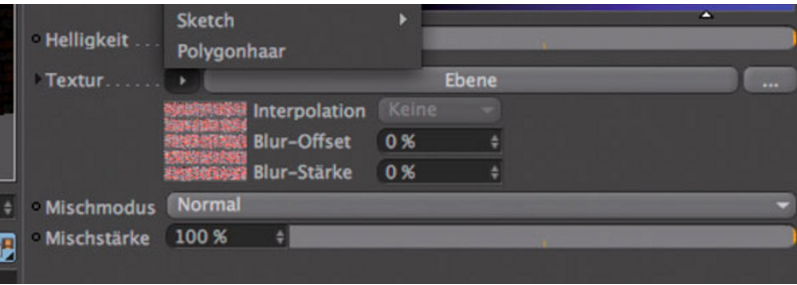 Sketch
Helligkeit . . .
Polygonhaar
Textur . . . . . . Ebene ...
Interpolation Keine
Blur-Offset 0 %
Blur-Stärke 0 %
Mischmodus Normal
Mischstärke 100 %